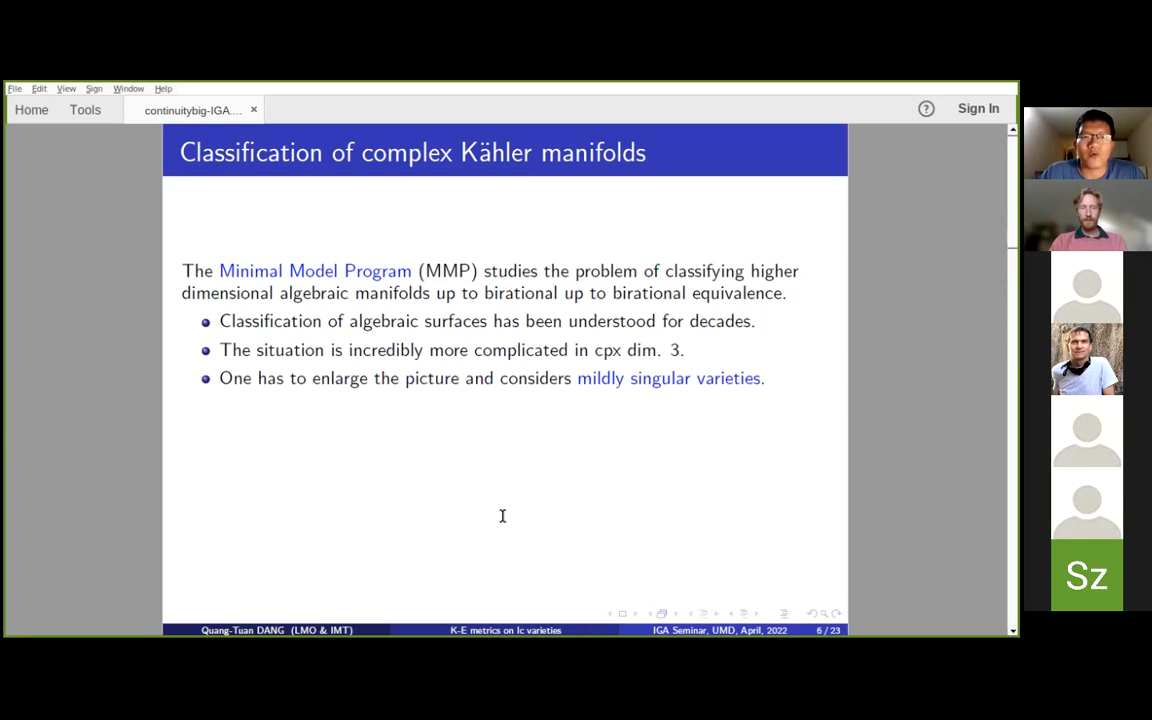 File Edit View Sign Window Help
Home Tools continuitybig-IGA.... × ? Sign In
Classification of complex Kähler manifolds
The Minimal Model Program (MMP) studies the problem of classifying higher
dimensional algebraic manifolds up to birational up to birational equivalence.
Classification of algebraic surfaces has been understood for decades.
The situation is incredibly more complicated in cpx dim. 3.
One has to enlarge the picture and considers mildly singular varieties.
Quang-Tuan DANG (LMO & IMT) K-E metrics on lc varieties IGA Seminar, UMD, April, 2022 6 / 23
Sz